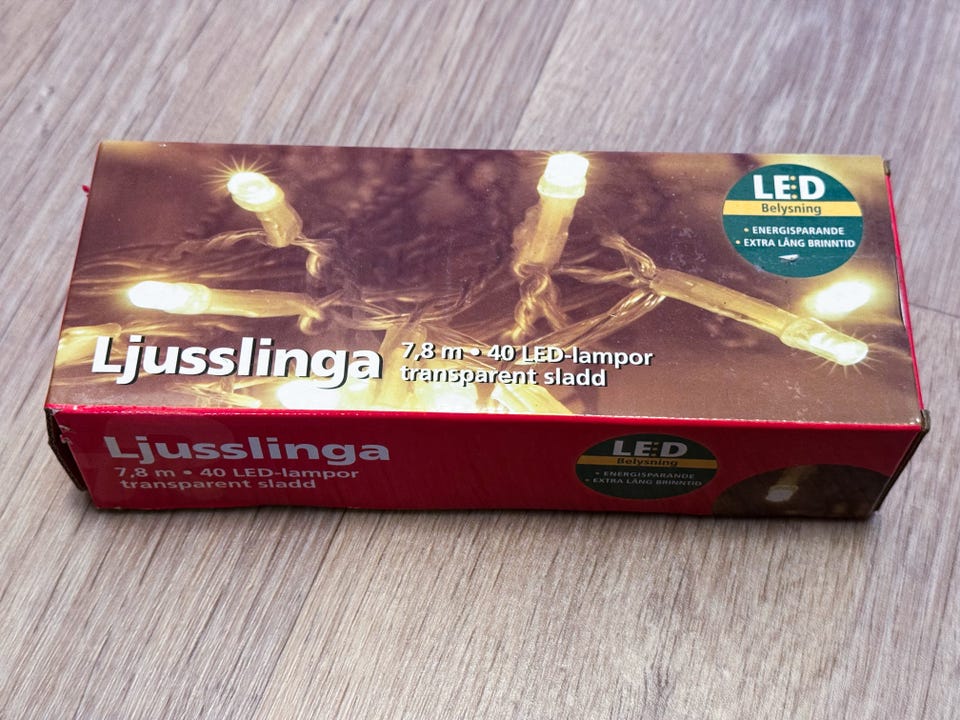 LED
Belysning
• ENERGISPARANDE
• EXTRA LÅNG BRINNTID
Ljusslinga
7,8 m • 40 LED-lampor
transparent sladd
Ljusslinga
7,8 m • 40 LED-lampor
transparent sladd
LED
Belysning
• ENERGISPARANDE
• EXTRA LÅNG BRINNTID